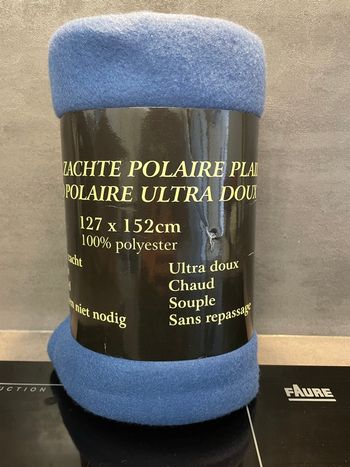 ZACHTE POLAIRE PLAI
POLAIRE ULTRA DOUX
127 x 152cm
100% polyester
zacht
niet nodig
Ultra doux
Chaud
Souple
Sans repassage
UCTION
FAURE